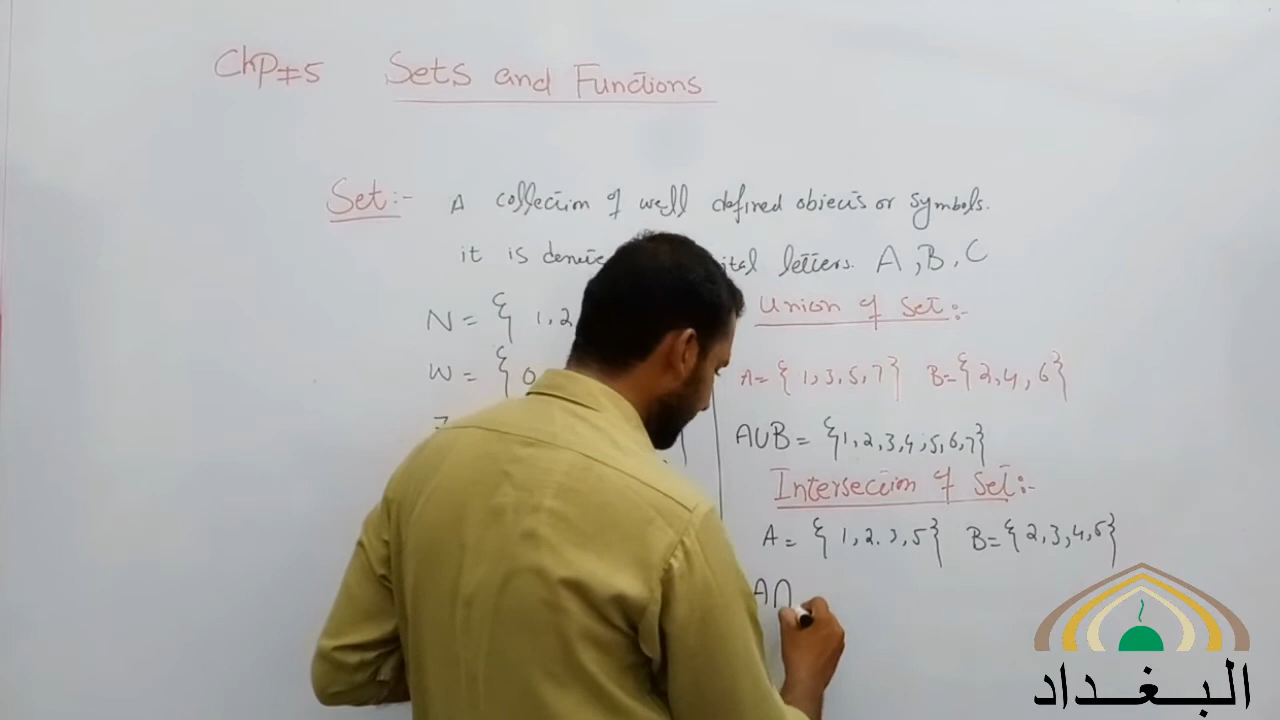 Chp#5 Sets and Functions
Set:- A collection of well defined objects or symbols.
it is letters. A, B, C
N = { 1, 2
W = { 0
Union of Set:-
A = { 1, 3, 5, 7 } B = { 2, 4, 6 }
A∪B = { 1, 2, 3, 4, 5, 6, 7 }
Intersection of Set:-
A = { 1, 2, 3, 5 } B = { 2, 3, 4, 5 }
A∩
البغداد